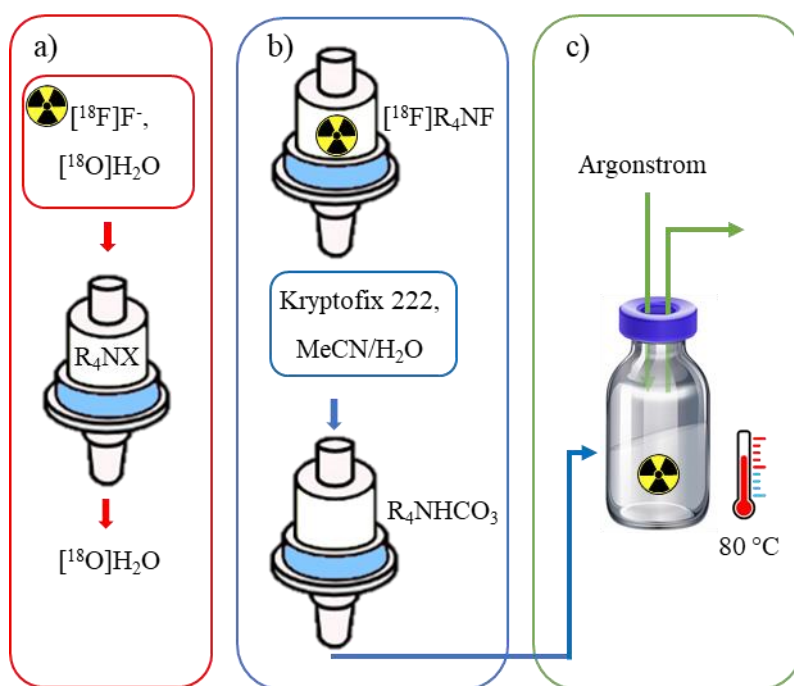 a)
[¹⁸F]F⁻,
[¹⁸O]H₂O
R₄NX
[¹⁸O]H₂O
b)
[¹⁸F]R₄NF
Kryptofix 222,
MeCN/H₂O
R₄NHCO₃
c)
Argonstrom
80 °C